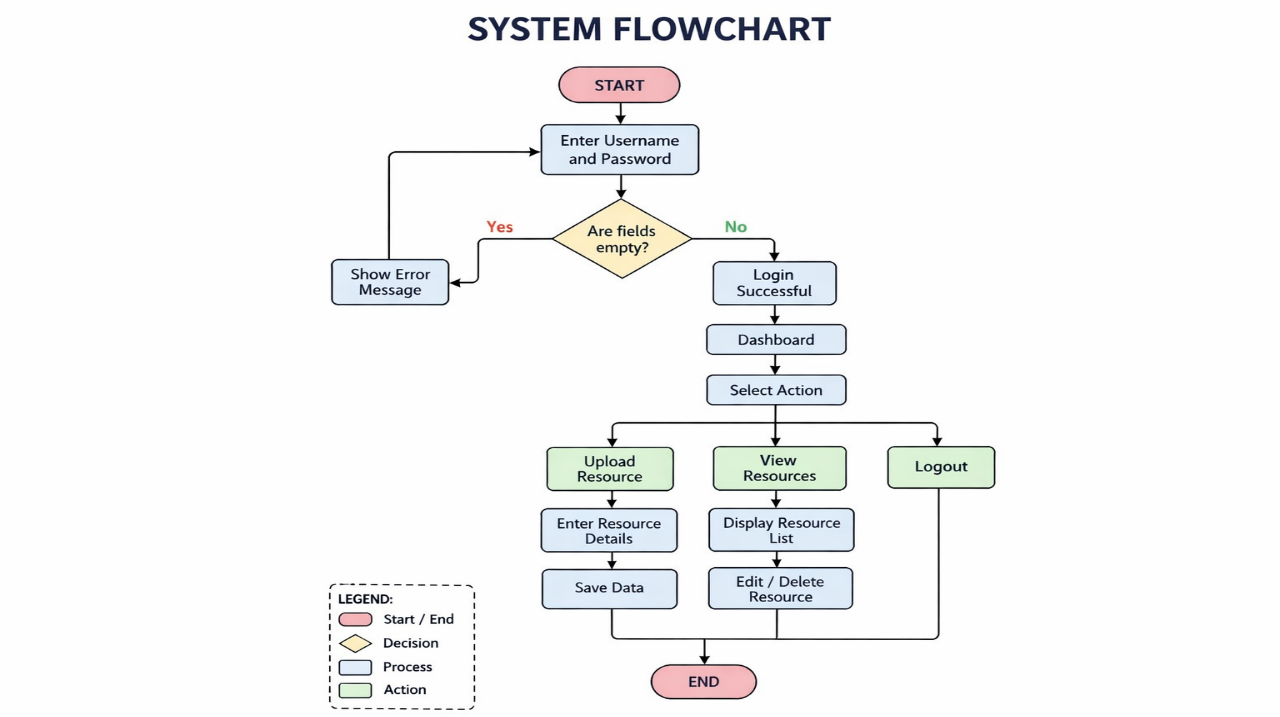 SYSTEM FLOWCHART
START
Enter Username
and Password
Are fields
empty?
Yes
No
Show Error
Message
Login
Successful
Dashboard
Select Action
Upload
Resource
View
Resources
Logout
Enter Resource
Details
Display Resource
List
Save Data
Edit / Delete
Resource
END
LEGEND:
Start / End
Decision
Process
Action